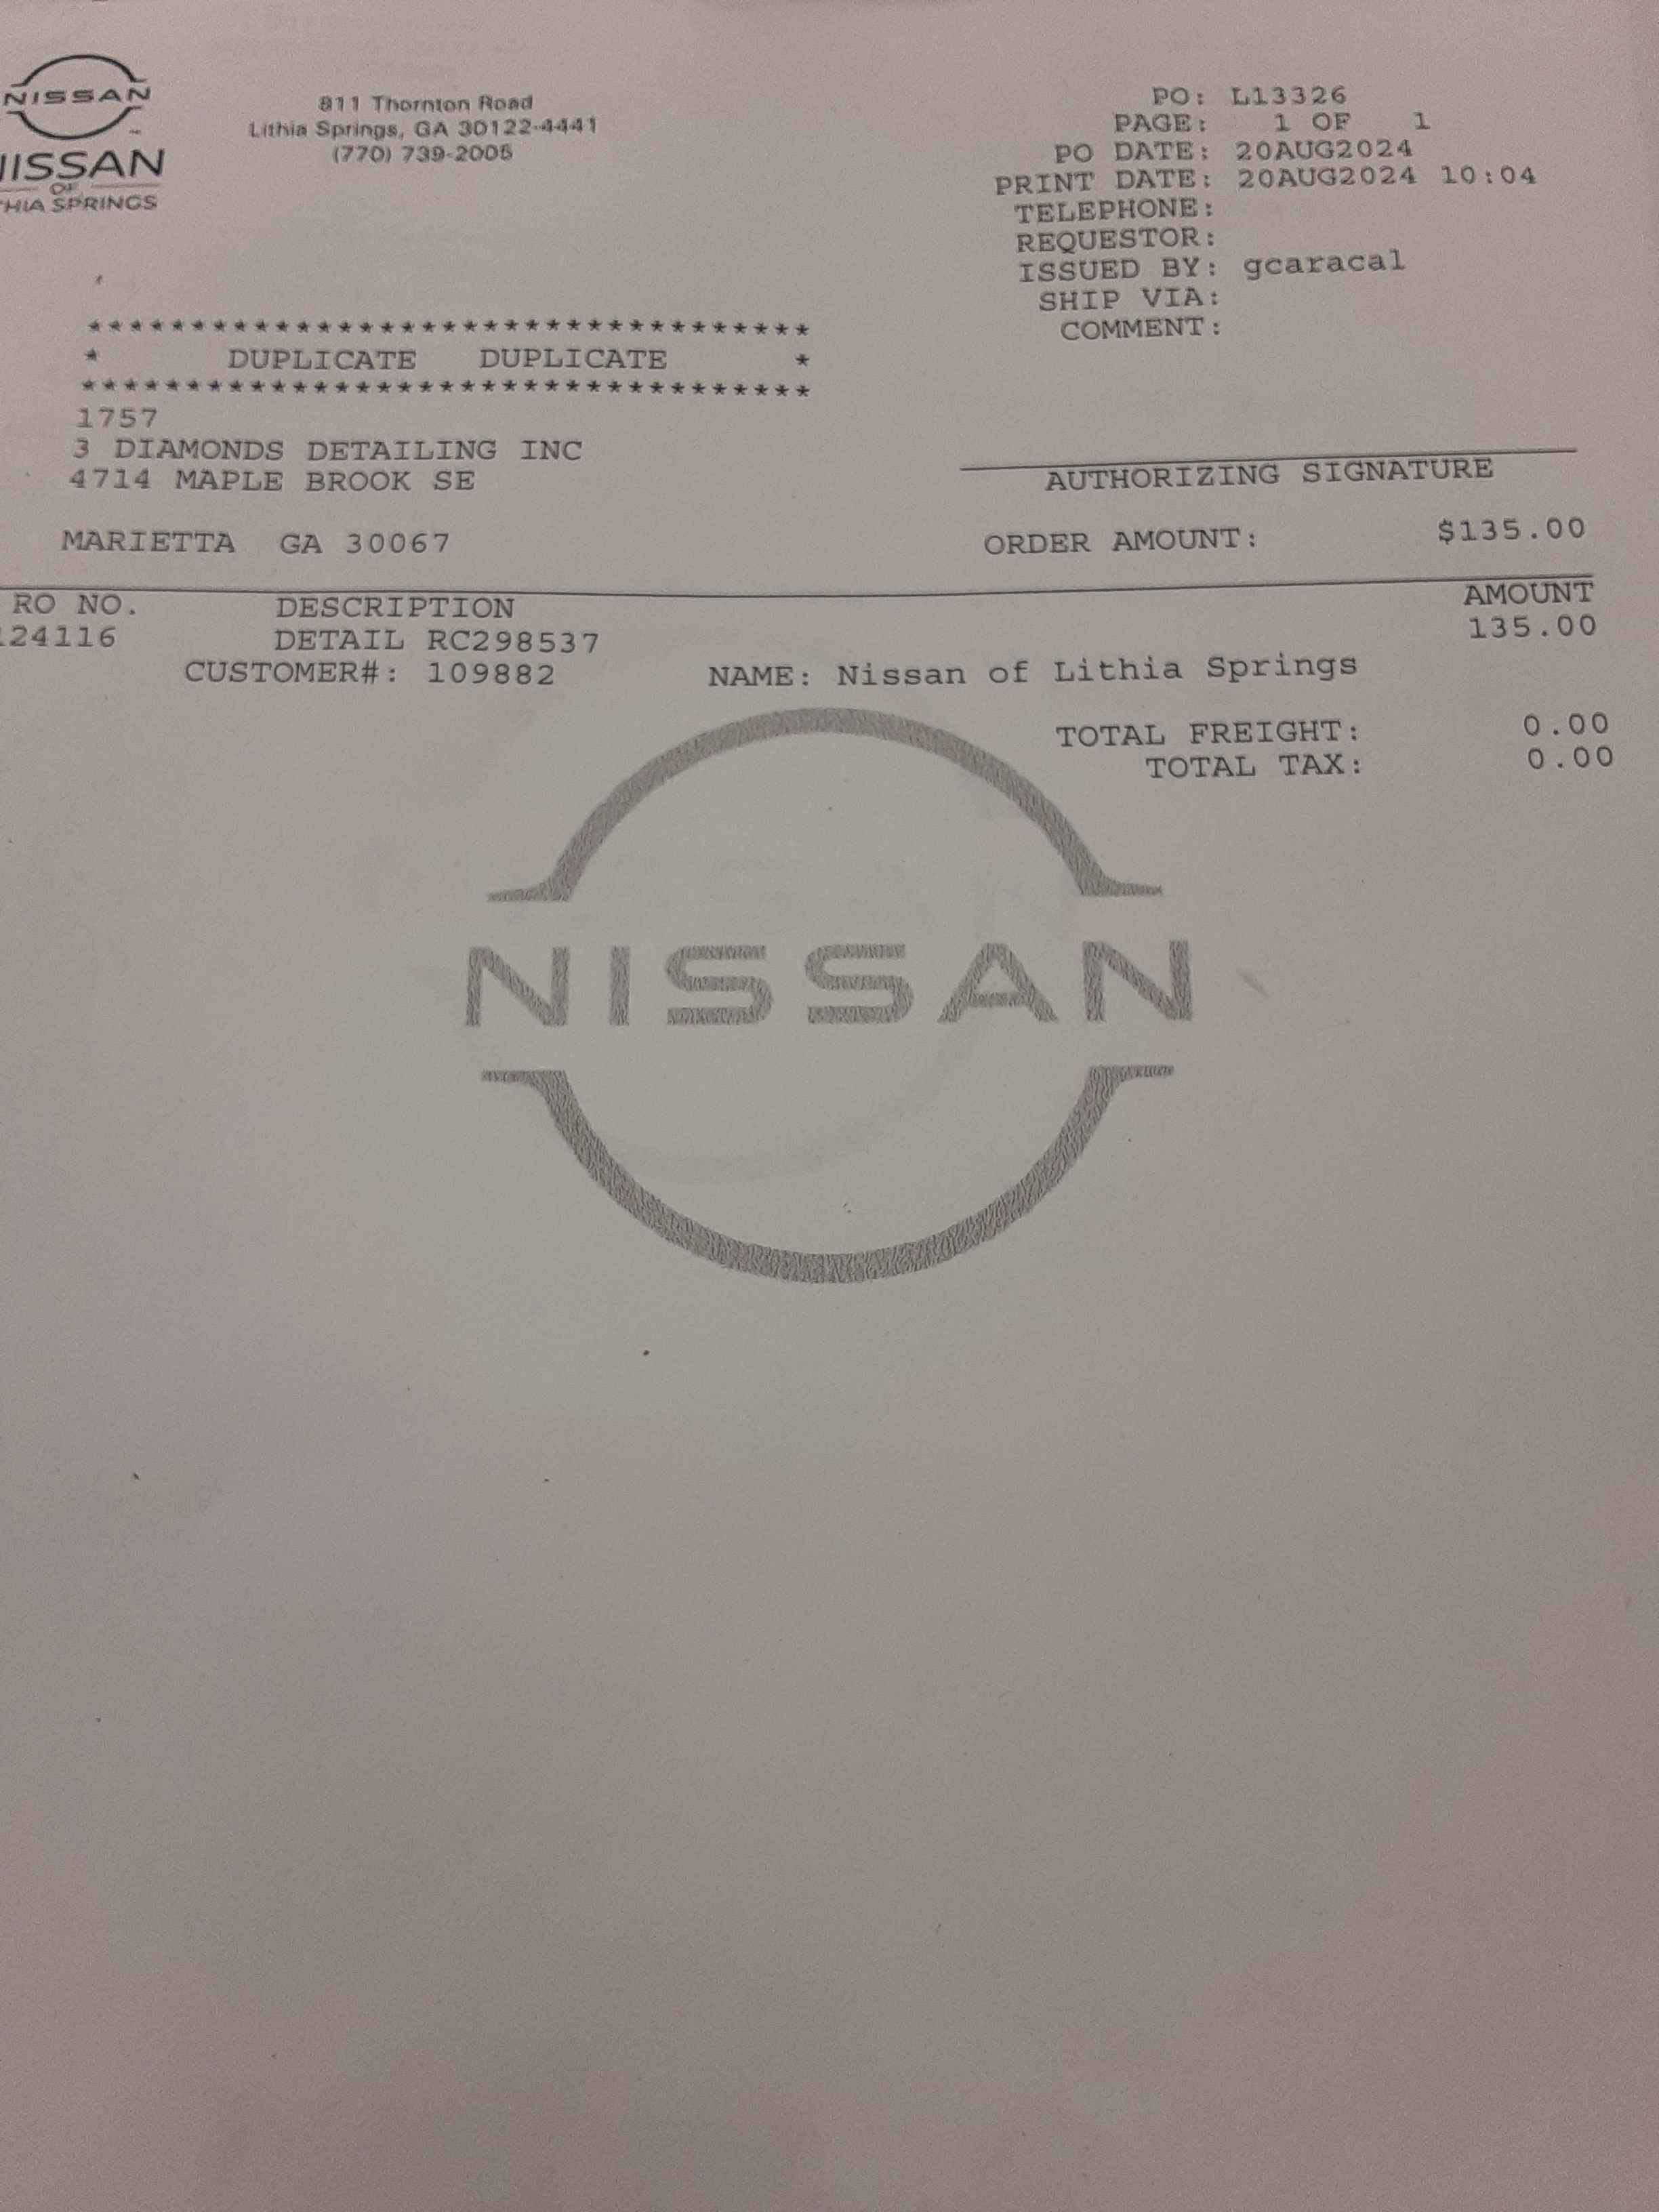 NISSAN
NISSAN
OF
SPRINGS
811 Thornton Road
Lithia Springs, GA 30122-4441
(770) 739-2005
PO: L13326
PAGE: 1 OF 1
PO DATE: 20AUG2024
PRINT DATE: 20AUG2024 10:04
TELEPHONE:
REQUESTOR:
ISSUED BY: gcaracal
SHIP VIA:
COMMENT:
***********************************
* DUPLICATE DUPLICATE *
***********************************
1757
3 DIAMONDS DETAILING INC
4714 MAPLE BROOK SE
MARIETTA GA 30067
AUTHORIZING SIGNATURE
ORDER AMOUNT: $135.00
RO NO. DESCRIPTION AMOUNT
124116 DETAIL RC298537 135.00
CUSTOMER#: 109882 NAME: Nissan of Lithia Springs
TOTAL FREIGHT: 0.00
TOTAL TAX: 0.00
NISSAN